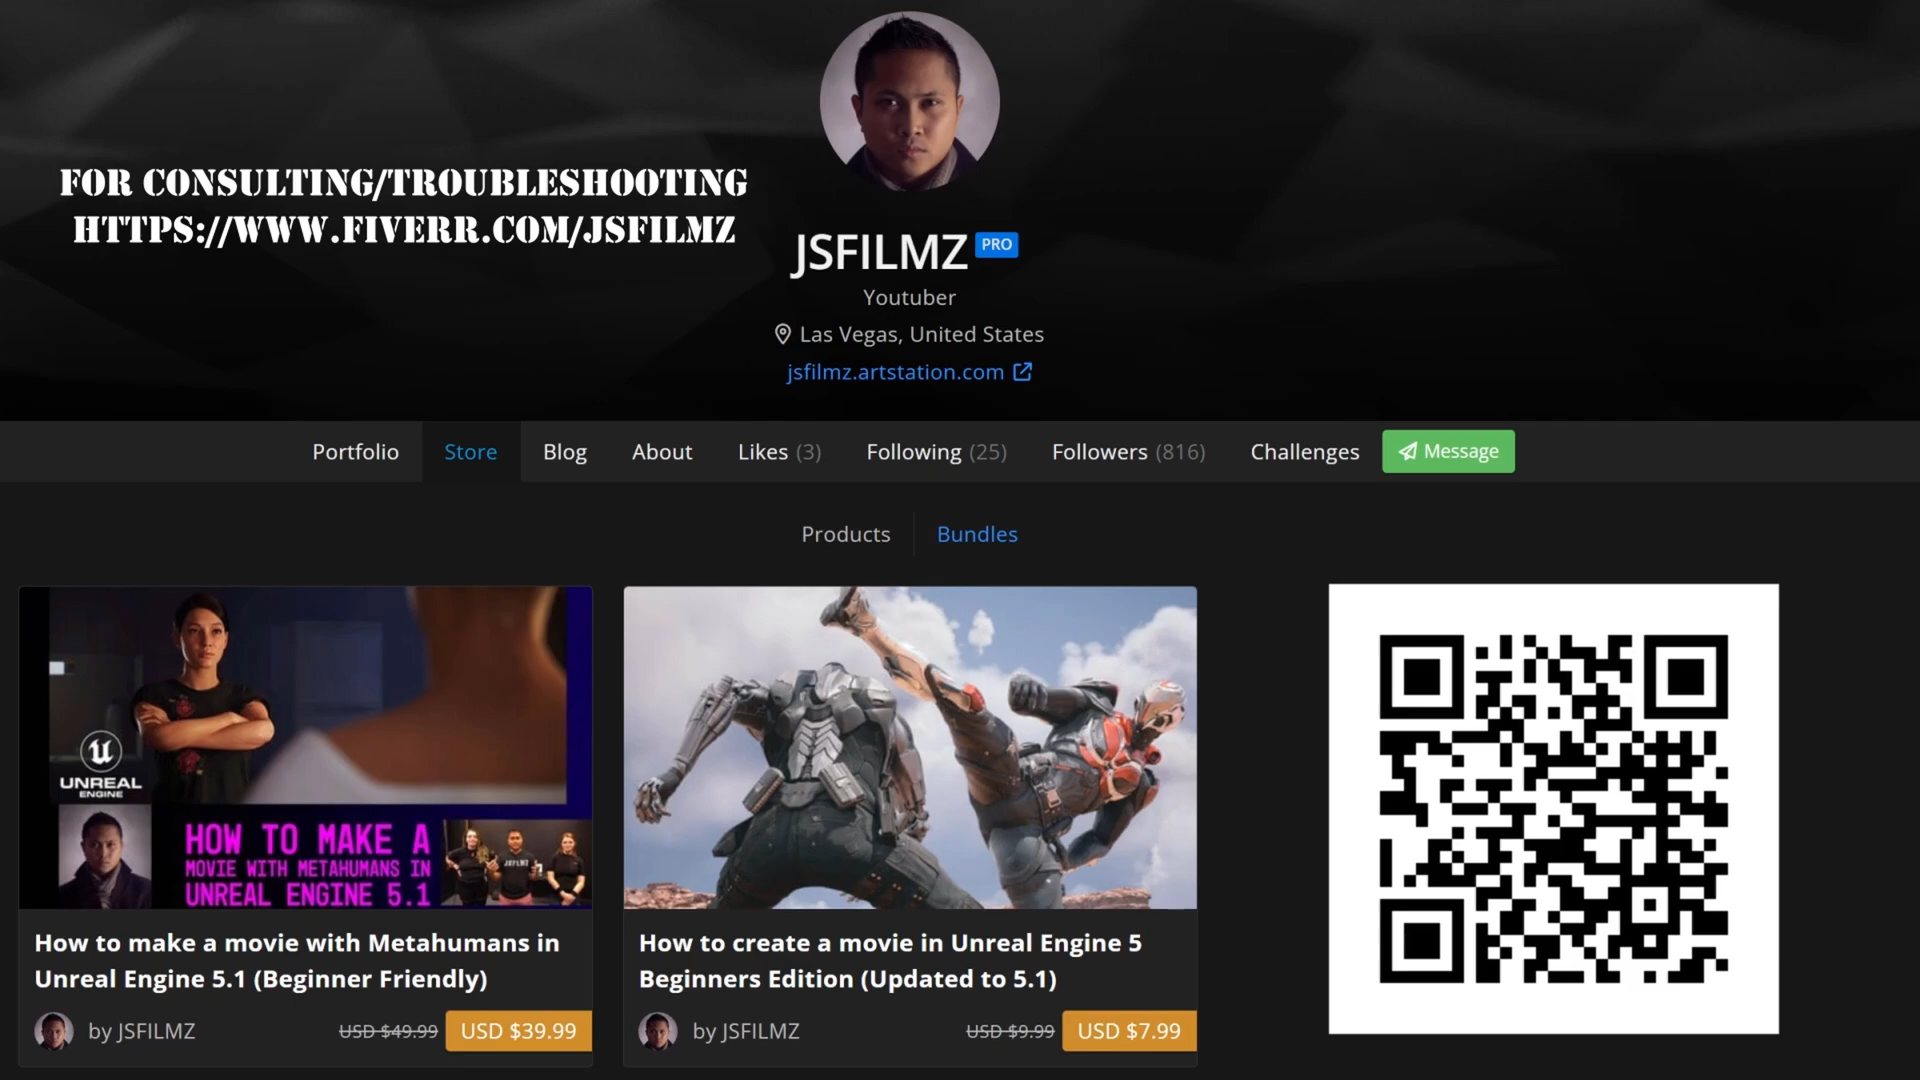 FOR CONSULTING/TROUBLESHOOTING
HTTPS://WWW.FIVERR.COM/JSFILMZ
JSFILMZ PRO
Youtuber
Las Vegas, United States
jsfilmz.artstation.com
Portfolio Store Blog About Likes (3) Following (25) Followers (816) Challenges Message
Products Bundles
UNREAL
ENGINE
HOW TO MAKE A
MOVIE WITH METAHUMANS IN
UNREAL ENGINE 5.1
JSFILMZ
How to make a movie with Metahumans in
Unreal Engine 5.1 (Beginner Friendly)
by JSFILMZ USD $49.99 USD $39.99
How to create a movie in Unreal Engine 5
Beginners Edition (Updated to 5.1)
by JSFILMZ USD $9.99 USD $7.99